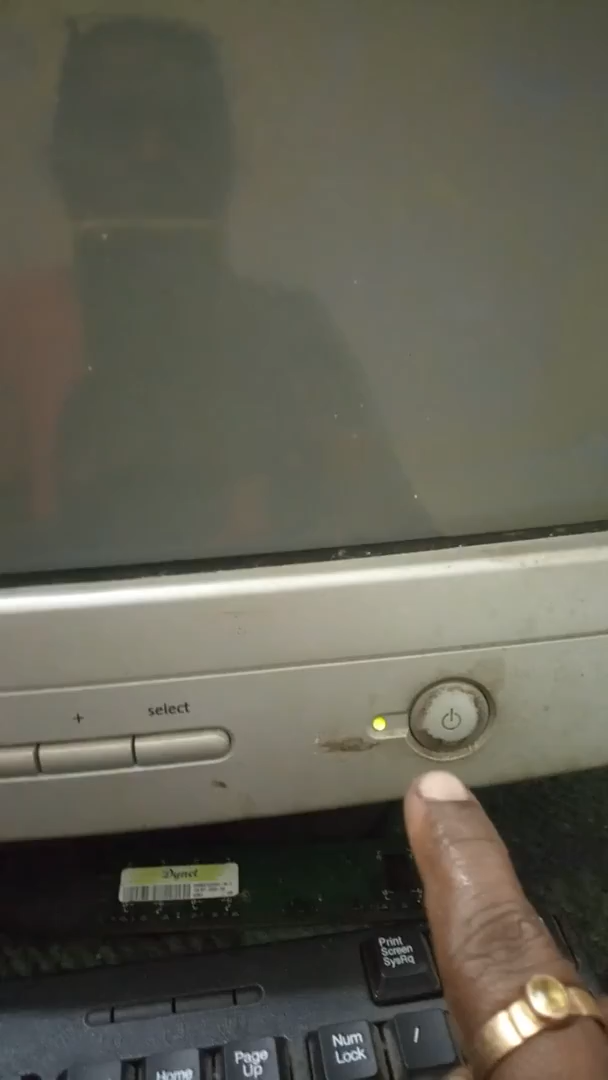 +
select
Dynet
Print
Screen
SysRq
Home
Page
Up
Num
Lock
/